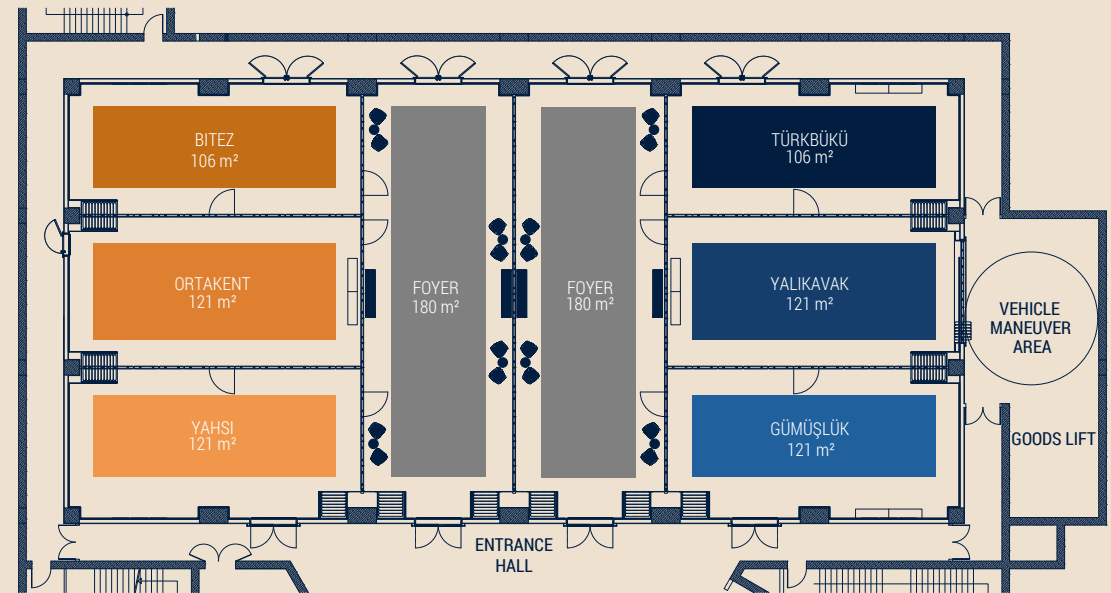 BITEZ
106 m²
TÜRKBÜKÜ
106 m²
ORTAKENT
121 m²
FOYER
180 m²
FOYER
180 m²
YALIKAVAK
121 m²
VEHICLE
MANEUVER
AREA
YAHSI
121 m²
GÜMÜŞLÜK
121 m²
GOODS LIFT
ENTRANCE
HALL